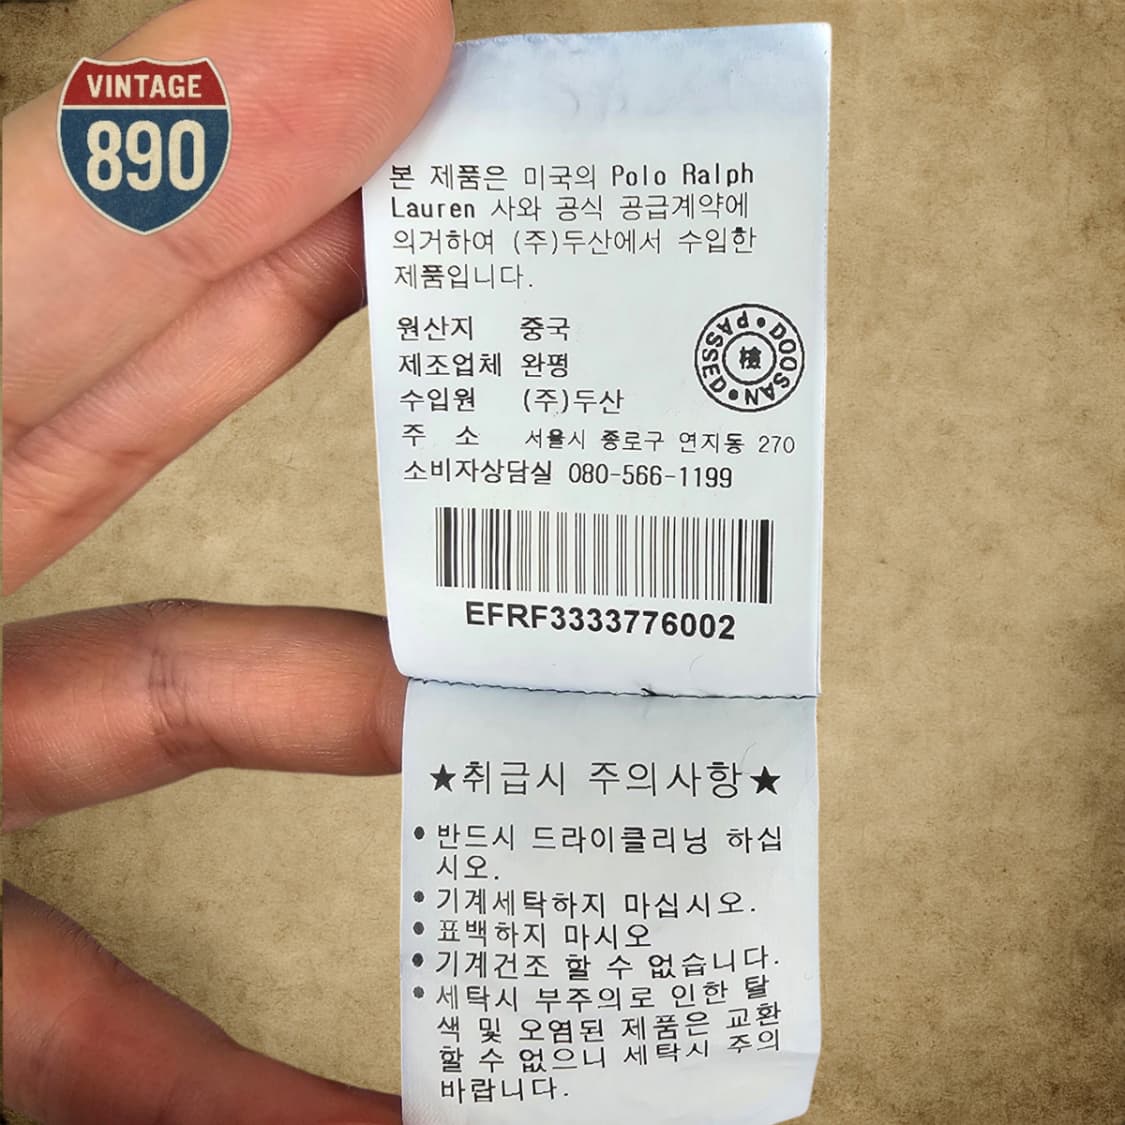 VINTAGE
890
본 제품은 미국의 Polo Ralph
Lauren 사와 공식 공급계약에
의거하여 (주)두산에서 수입한
제품입니다.
원산지 중국
제조업체 완평
수입원 (주)두산
주 소 서울시 종로구 연지동 270
소비자상담실 080-566-1199
DOOSAN • PASSED •
檢
EFRF3333776002
★취급시 주의사항★
• 반드시 드라이클리닝 하십
시오.
• 기계세탁하지 마십시오.
• 표백하지 마시오
• 기계건조 할 수 없습니다.
• 세탁시 부주의로 인한 탈
색 및 오염된 제품은 교환
할 수 없으니 세탁시 주의
바랍니다.